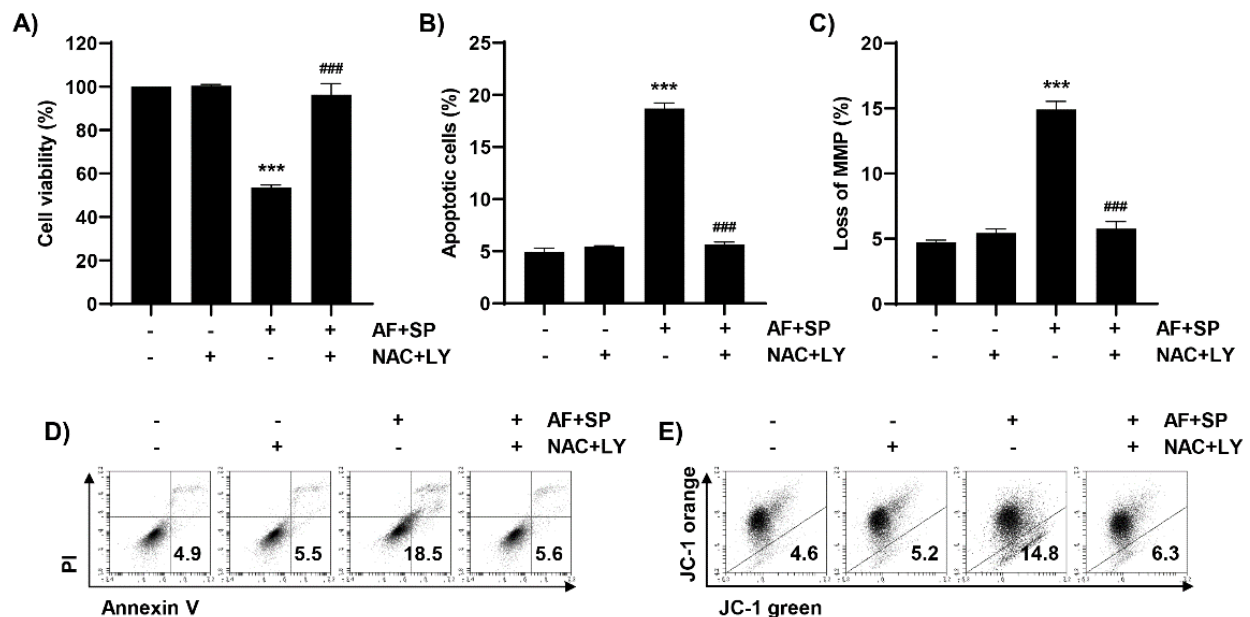 A)
Cell viability (%)
120
100
80
60
40
20
0
***
###
- - + + AF+SP
- + - + NAC+LY
B)
Apoptotic cells (%)
25
20
15
10
5
0
***
###
- - + + AF+SP
- + - + NAC+LY
C)
Loss of MMP (%)
20
15
10
5
0
***
###
- - + + AF+SP
- + - + NAC+LY
D)
- - + + AF+SP
- + - + NAC+LY
PI
4.9 5.5 18.5 5.6
Annexin V
E)
- - + + AF+SP
- + - + NAC+LY
JC-1 orange
4.6 5.2 14.8 6.3
JC-1 green